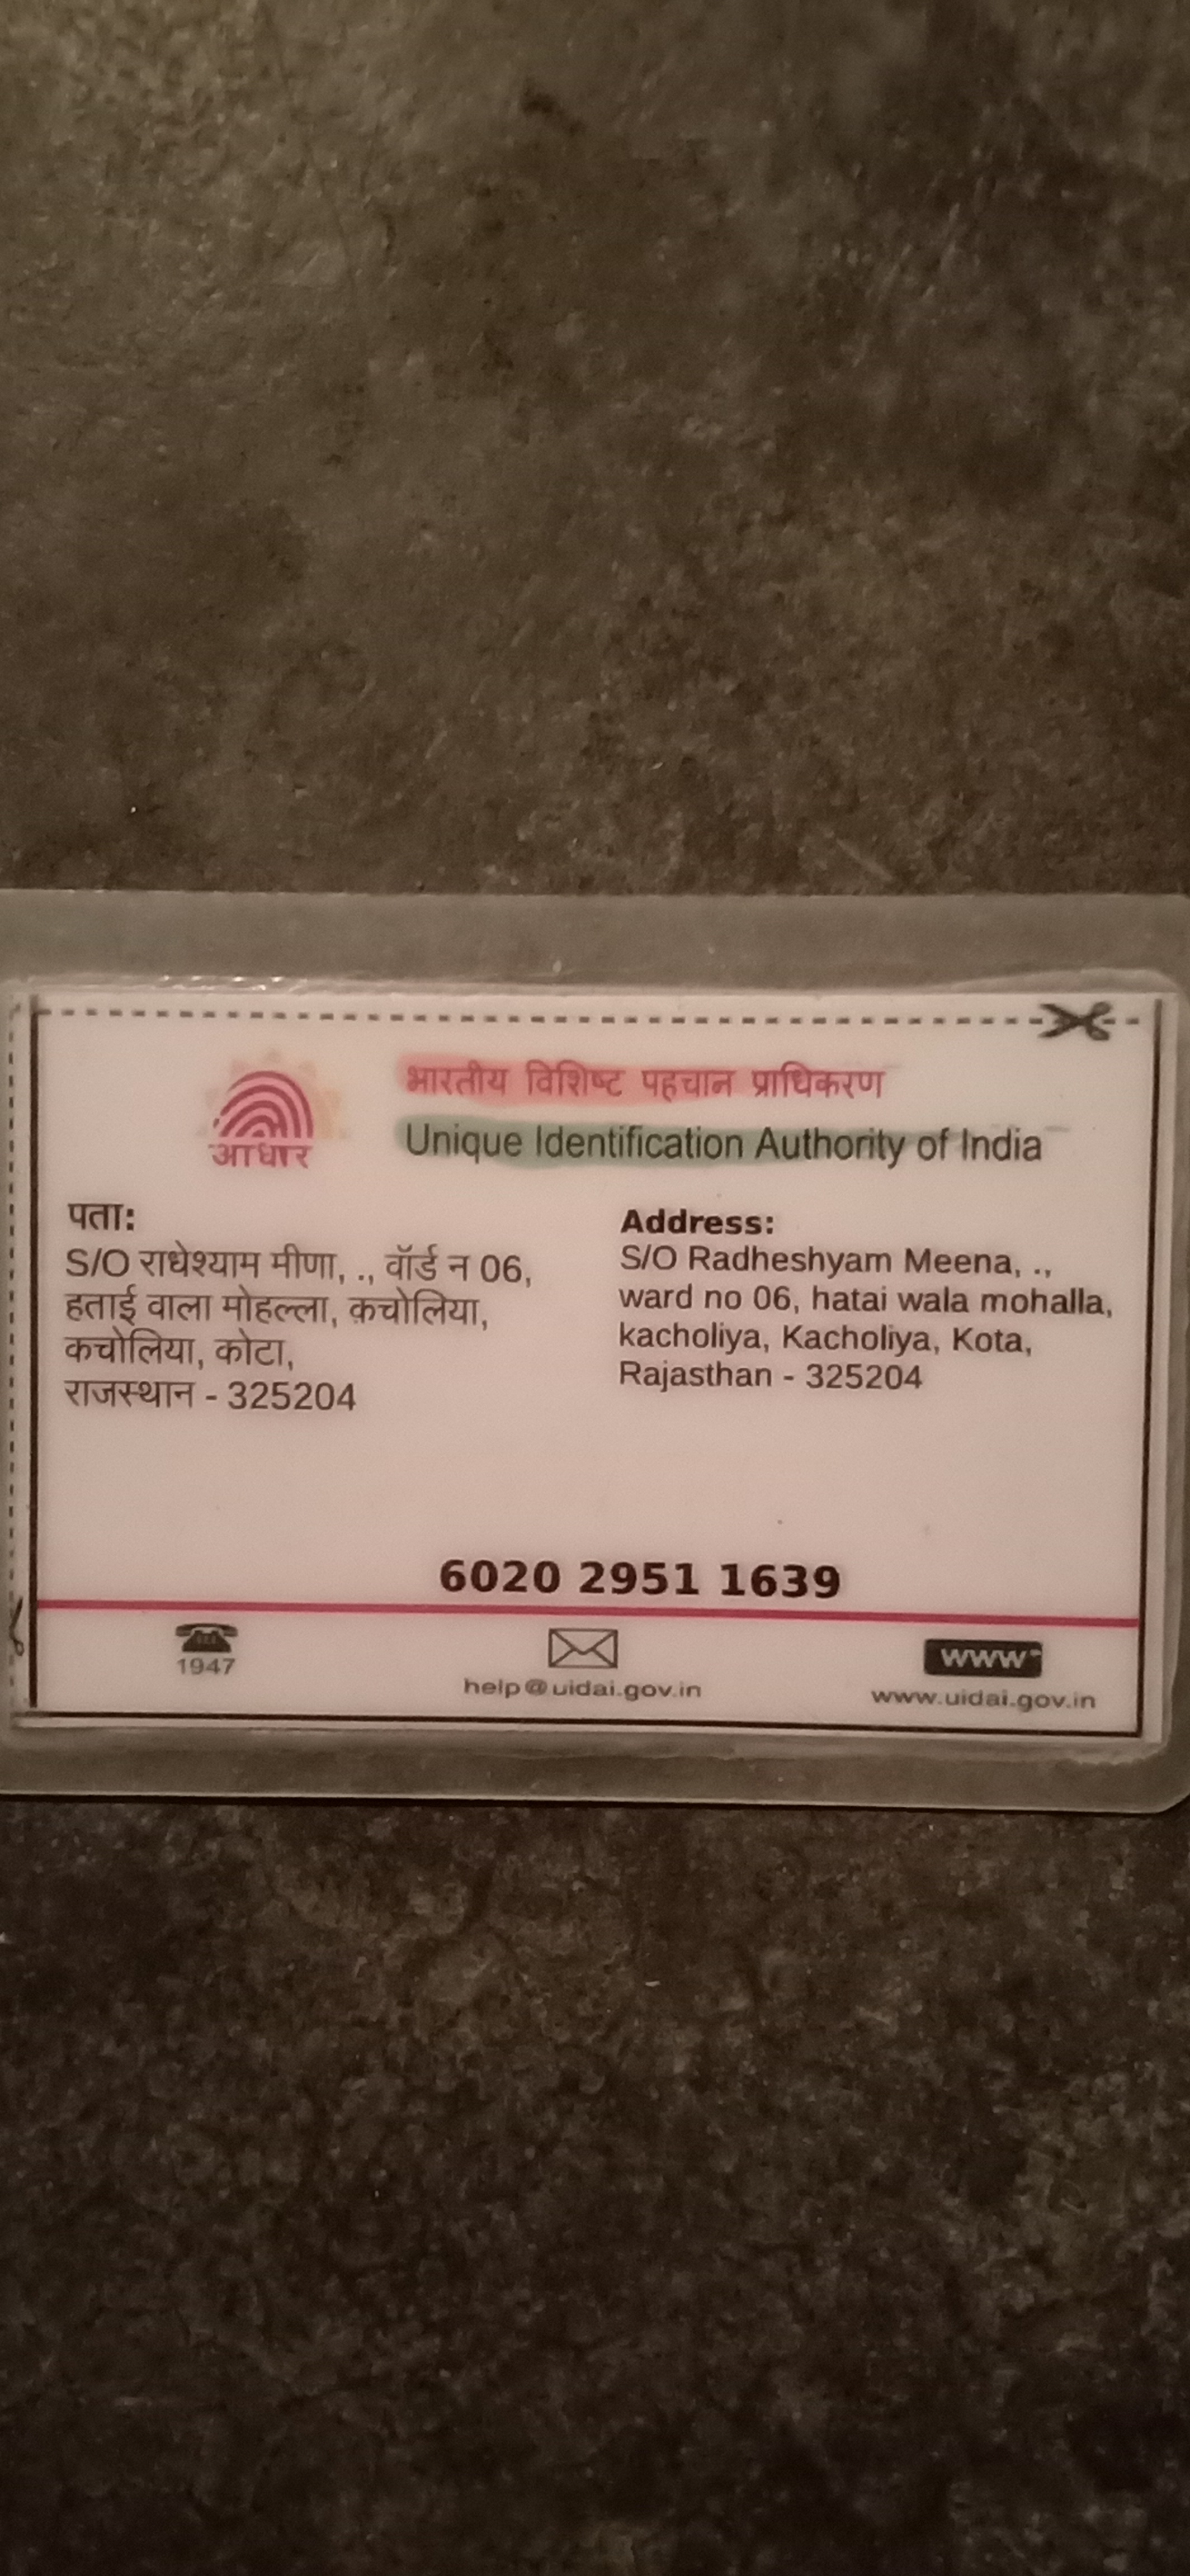 भारतीय विशिष्ट पहचान प्राधिकरण
Unique Identification Authority of India
आधार
पता:
S/O राधेश्याम मीणा, ., वॉर्ड न 06,
हताई वाला मोहल्ला, क़चोलिया,
कचोलिया, कोटा,
राजस्थान - 325204
Address:
S/O Radheshyam Meena, .,
ward no 06, hatai wala mohalla,
kacholiya, Kacholiya, Kota,
Rajasthan - 325204
6020 2951 1639
1947
help@uidai.gov.in
www
www.uidai.gov.in